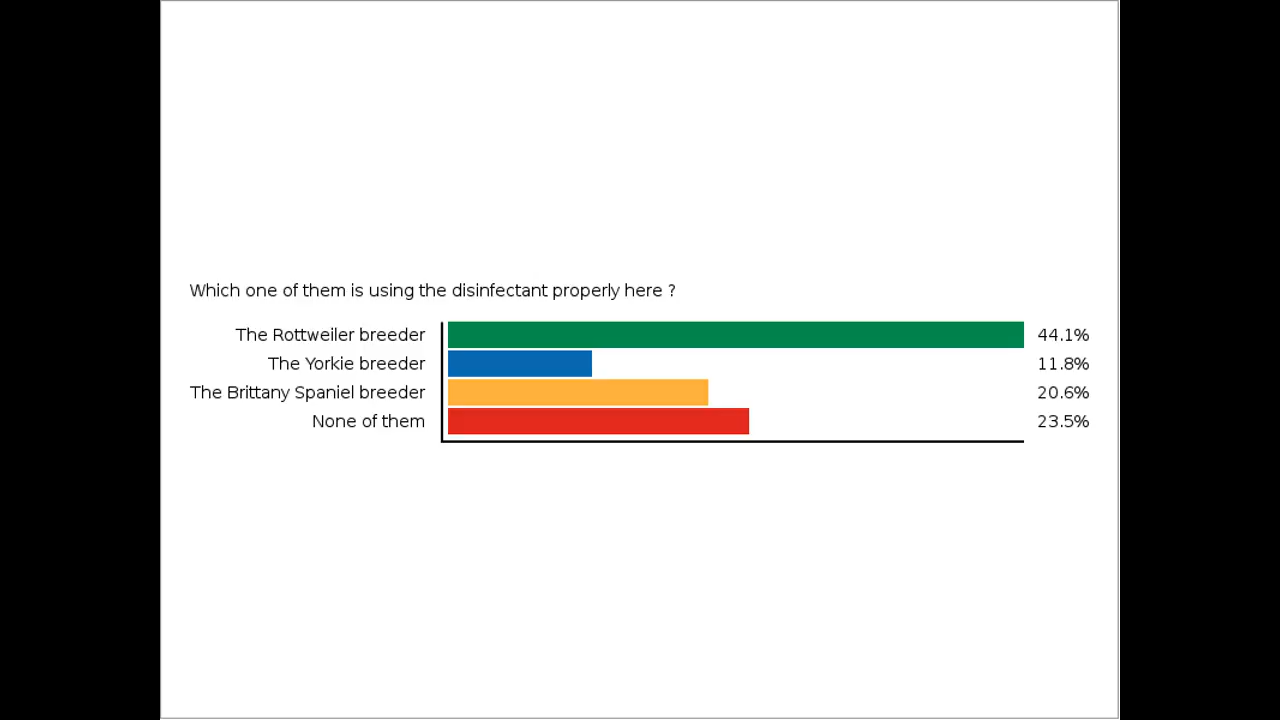 Which one of them is using the disinfectant properly here ?
The Rottweiler breeder 44.1%
The Yorkie breeder 11.8%
The Brittany Spaniel breeder 20.6%
None of them 23.5%